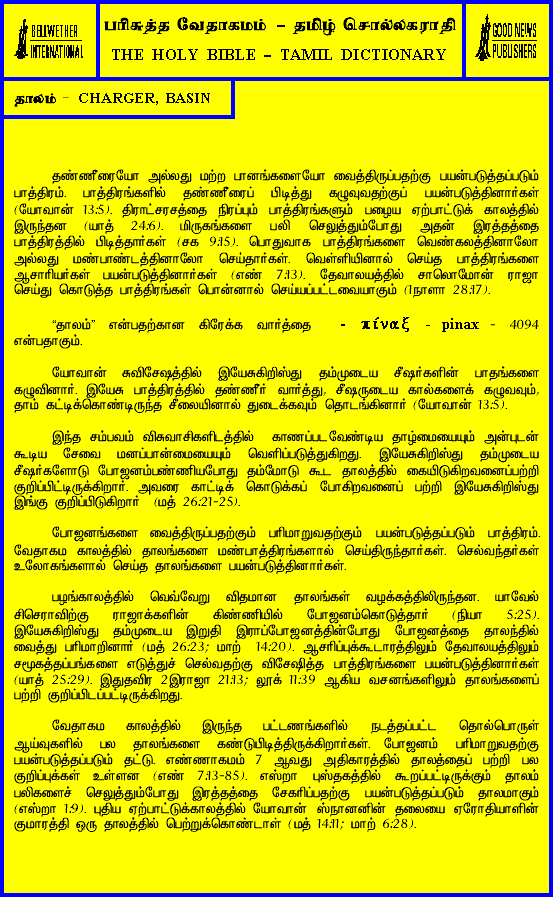 BELLWETHER
INTERNATIONAL
பரிசுத்த வேதாகமம் - தமிழ் சொல்லகராதி
THE HOLY BIBLE - TAMIL DICTIONARY
GOOD NEWS
PUBLISHERS
தாலம் - CHARGER, BASIN
தண்ணீரையோ அல்லது மற்ற பானங்களையோ வைத்திருப்பதற்கு பயன்படுத்தப்படும்
பாத்திரம். பாத்திரங்களில் தண்ணீரைப் பிடித்து கழுவுவதற்குப் பயன்படுத்தினார்கள்
(யோவான் 13:5). திராட்சரசத்தை நிரப்பும் பாத்திரங்களும் பழைய ஏற்பாட்டுக் காலத்தில்
இருந்தன (யாத் 24:6). மிருகங்களை பலி செலுத்தும்போது அதன் இரத்தத்தை
பாத்திரத்தில் பிடித்தார்கள் (சக 9:15). பொதுவாக பாத்திரங்களை வெண்கலத்தினாலோ
அல்லது மண்பாண்டத்தினாலோ செய்தார்கள். வெள்ளியினால் செய்த பாத்திரங்களை
ஆசாரியர்கள் பயன்படுத்தினார்கள் (எண் 7:13). தேவாலயத்தில் சாலொமோன் ராஜா
செய்து கொடுத்த பாத்திரங்கள் பொன்னால் செய்யப்பட்டவையாகும் (1நாளா 28:17).
“தாலம்” என்பதற்கான கிரேக்க வார்த்தை - πίναξ - pinax - 4094
என்பதாகும்.
யோவான் சுவிசேஷத்தில் இயேசுகிறிஸ்து தம்முடைய சீஷர்களின் பாதங்களை
கழுவினார். இயேசு பாத்திரத்தில் தண்ணீர் வார்த்து, சீஷருடைய கால்களைக் கழுவவும்,
தாம் கட்டிக்கொண்டிருந்த சீலையினால் துடைக்கவும் தொடங்கினார் (யோவான் 13:5).
இந்த சம்பவம் விசுவாசிகளிடத்தில் காணப்படவேண்டிய தாழ்மையையும் அன்புடன்
கூடிய சேவை மனப்பான்மையையும் வெளிப்படுத்துகிறது. இயேசுகிறிஸ்து தம்முடைய
சீஷர்களோடு போஜனம்பண்ணியபோது தம்மோடு கூட தாலத்தில் கையிடுகிறவனைப்பற்றி
குறிப்பிட்டிருக்கிறார். அவரை காட்டிக் கொடுக்கப் போகிறவனைப் பற்றி இயேசுகிறிஸ்து
இங்கு குறிப்பிடுகிறார் (மத் 26:21-25).
போஜனங்களை வைத்திருப்பதற்கும் பரிமாறுவதற்கும் பயன்படுத்தப்படும் பாத்திரம்.
வேதாகம காலத்தில் தாலங்களை மண்பாத்திரங்களால் செய்திருந்தார்கள். செல்வந்தர்கள்
உலோகங்களால் செய்த தாலங்களை பயன்படுத்தினார்கள்.
பழங்காலத்தில் வெவ்வேறு விதமான தாலங்கள் வழக்கத்திலிருந்தன. யாவேல்
சிசெராவிற்கு ராஜாக்களின் கிண்ணியில் போஜனம்கொடுத்தார் (நியா 5:25).
இயேசுகிறிஸ்து தம்முடைய இறுதி இராப்போஜனத்தின்போது போஜனத்தை தாலந்தில்
வைத்து பரிமாறினார் (மத் 26:23; மாற் 14:20). ஆசரிப்புக்கூடாரத்திலும் தேவாலயத்திலும்
சமூகத்தப்பங்களை எடுத்துச் செல்வதற்கு விசேஷித்த பாத்திரங்களை பயன்படுத்தினார்கள்
(யாத் 25:29). இதுதவிர 2இராஜா 21:13; லூக் 11:39 ஆகிய வசனங்களிலும் தாலங்களைப்
பற்றி குறிப்பிடப்பட்டிருக்கிறது.
வேதாகம காலத்தில் இருந்த பட்டணங்களில் நடத்தப்பட்ட தொல்பொருள்
ஆய்வுகளில் பல தாலங்களை கண்டுபிடித்திருக்கிறார்கள். போஜனம் பரிமாறுவதற்கு
பயன்படுத்தப்படும் தட்டு. எண்ணாகமம் 7 ஆவது அதிகாரத்தில் தாலத்தைப் பற்றி பல
குறிப்புக்கள் உள்ளன (எண் 7:13-85). எஸ்றா புஸ்தகத்தில் கூறப்பட்டிருக்கும் தாலம்
பலிகளைச் செலுத்தும்போது இரத்தத்தை சேகரிப்பதற்கு பயன்படுத்தப்படும் தாலமாகும்
(எஸ்றா 1:9). புதிய ஏற்பாட்டுக்காலத்தில் யோவான் ஸ்நானனின் தலையை ஏரோதியாளின்
குமாரத்தி ஒரு தாலத்தில் பெற்றுக்கொண்டாள் (மத் 14:11; மாற் 6:28).